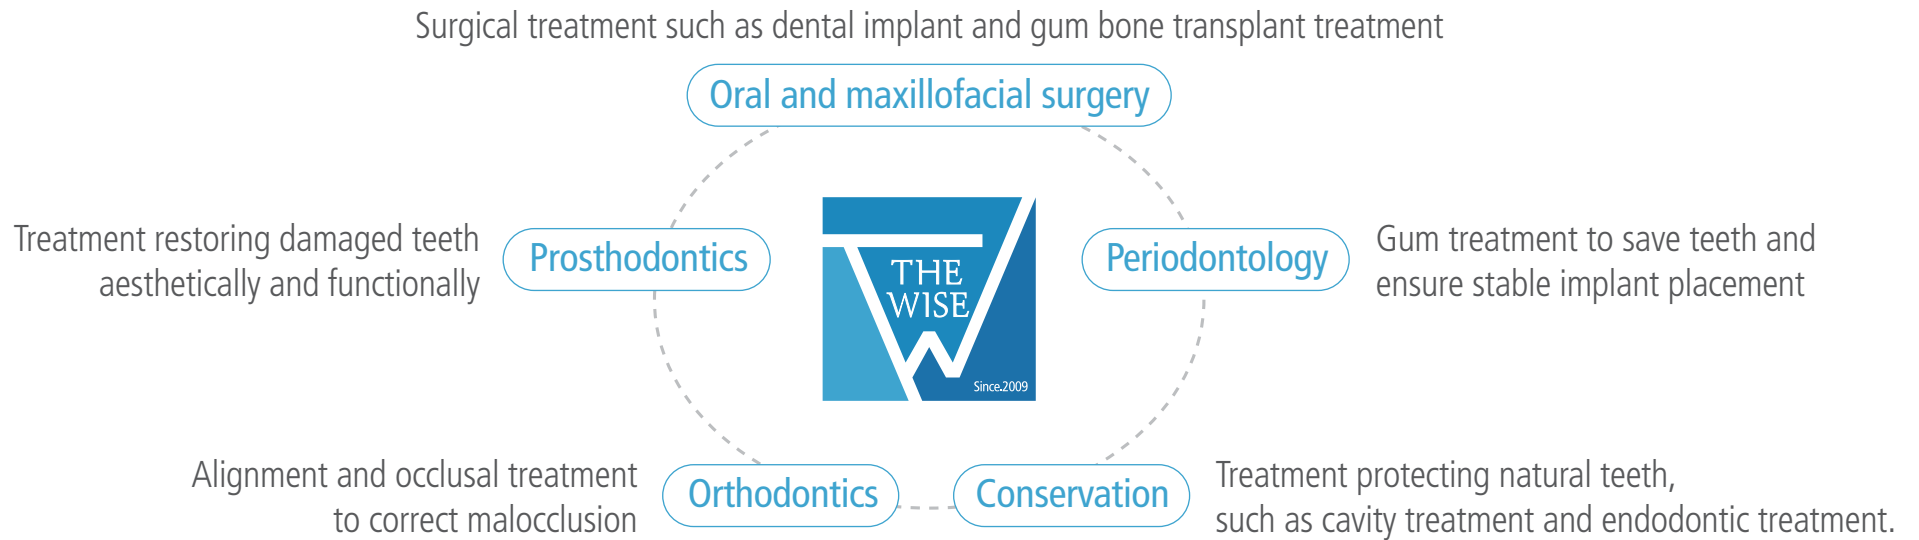 Surgical treatment such as dental implant and gum bone transplant treatment
Oral and maxillofacial surgery
Treatment restoring damaged teeth
aesthetically and functionally
Prosthodontics
THE
WISE
Since.2009
Periodontology
Gum treatment to save teeth and
ensure stable implant placement
Alignment and occlusal treatment
to correct malocclusion
Orthodontics
Conservation
Treatment protecting natural teeth,
such as cavity treatment and endodontic treatment.